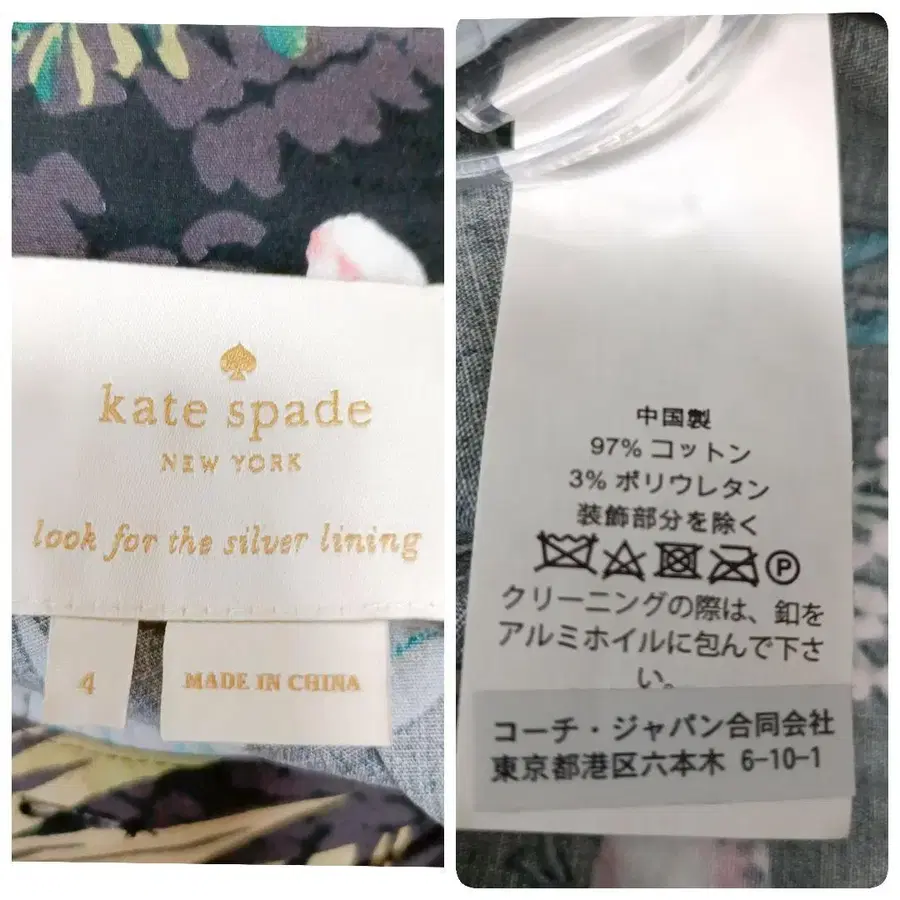 kate spade
NEW YORK
look for the silver lining
4
MADE IN CHINA
中国製
97% コットン
3% ポリウレタン
装飾部分を除く
P
クリーニングの際は、釦を
アルミホイルに包んで下さ
い。
コーチ・ジャパン合同会社
東京都港区六本木 6-10-1